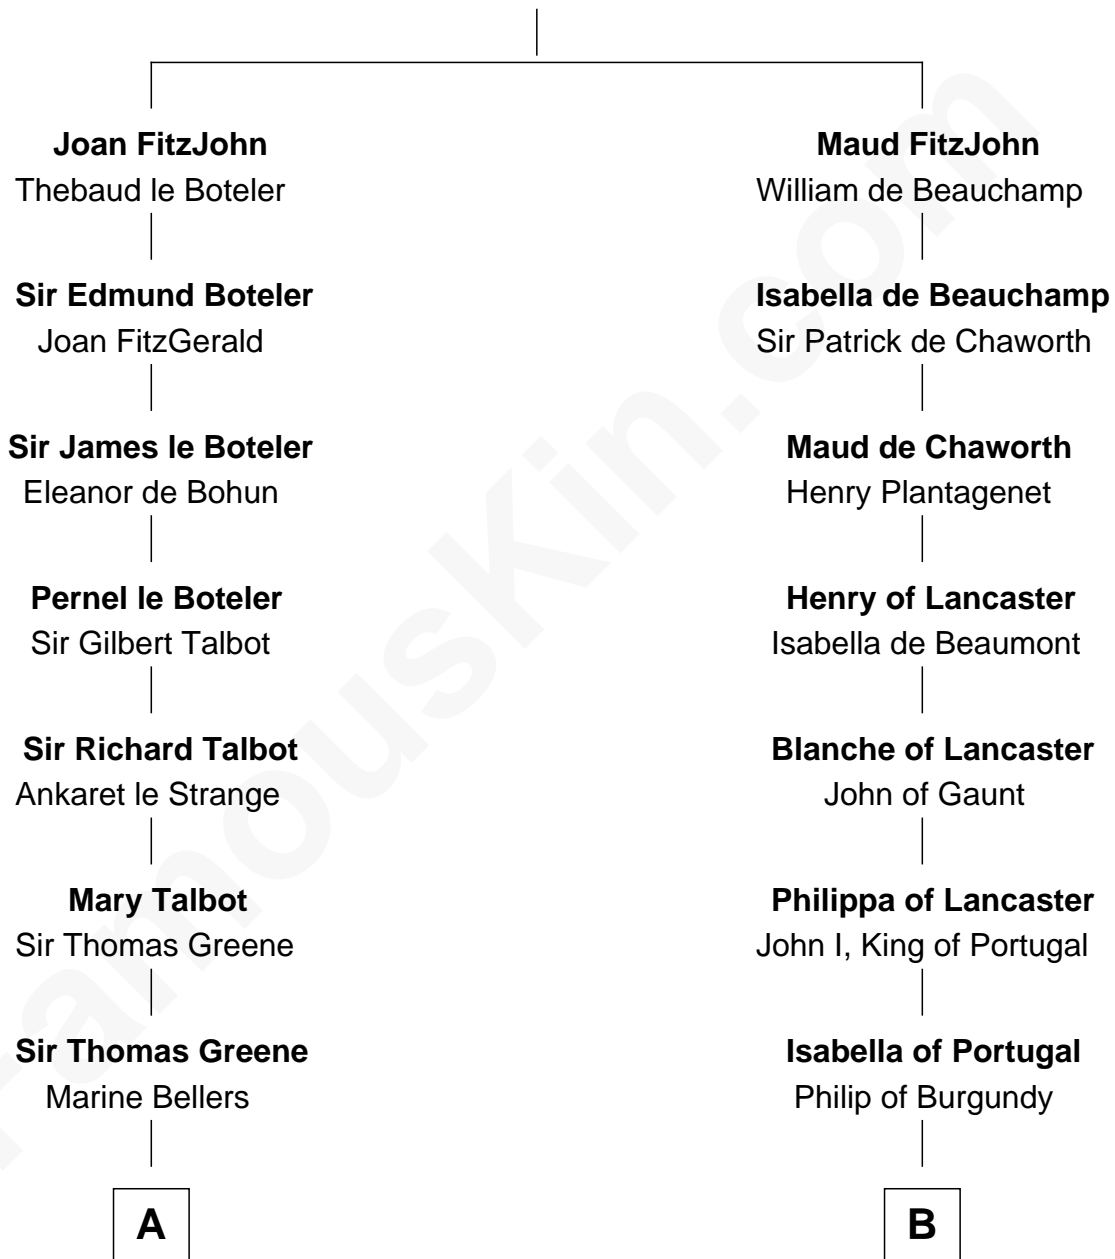 Joan FitzJohn
Thebaud le Boteler
Sir Edmund Boteler
Joan FitzGerald
Sir James le Boteler
Eleanor de Bohun
Pernel le Boteler
Sir Gilbert Talbot
Sir Richard Talbot
Ankaret le Strange
Mary Talbot
Sir Thomas Greene
Sir Thomas Greene
Marine Bellers
A
Maud FitzJohn
William de Beauchamp
Isabella de Beauchamp
Sir Patrick de Chaworth
Maud de Chaworth
Henry Plantagenet
Henry of Lancaster
Isabella de Beaumont
Blanche of Lancaster
John of Gaunt
Philippa of Lancaster
John I, King of Portugal
Isabella of Portugal
Philip of Burgundy
B
FamousKin.com